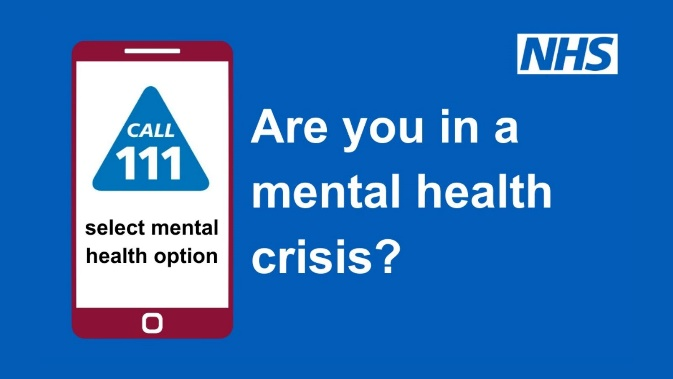 NHS
CALL
111
select mental
health option
Are you in a
mental health
crisis?